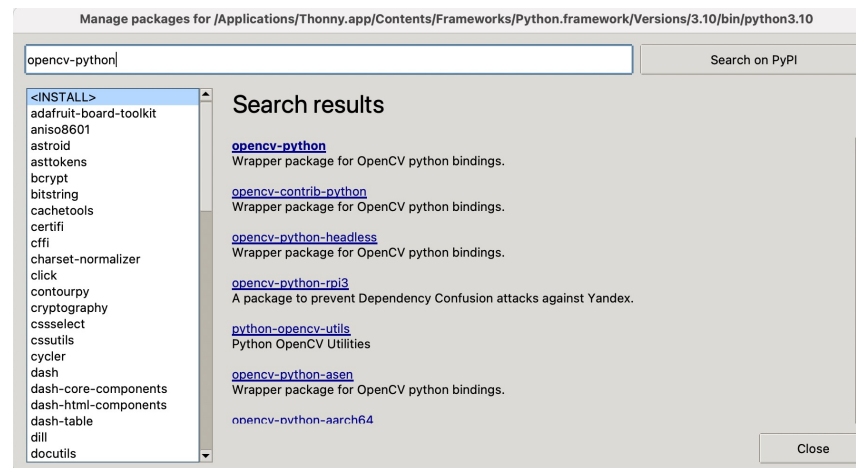 Manage packages for /Applications/Thonny.app/Contents/Frameworks/Python.framework/Versions/3.10/bin/python3.10
opencv-python
Search on PyPI
<INSTALL>
adafruit-board-toolkit
aniso8601
astroid
asttokens
bcrypt
bitstring
cachetools
certifi
cffi
charset-normalizer
click
contourpy
cryptography
cssselect
cssutils
cycler
dash
dash-core-components
dash-html-components
dash-table
dill
docutils
Search results
opencv-python
Wrapper package for OpenCV python bindings.
opencv-contrib-python
Wrapper package for OpenCV python bindings.
opencv-python-headless
Wrapper package for OpenCV python bindings.
opencv-python-rpi3
A package to prevent Dependency Confusion attacks against Yandex.
python-opencv-utils
Python OpenCV Utilities
opencv-python-asen
Wrapper package for OpenCV python bindings.
opencv-python-aarch64
Close